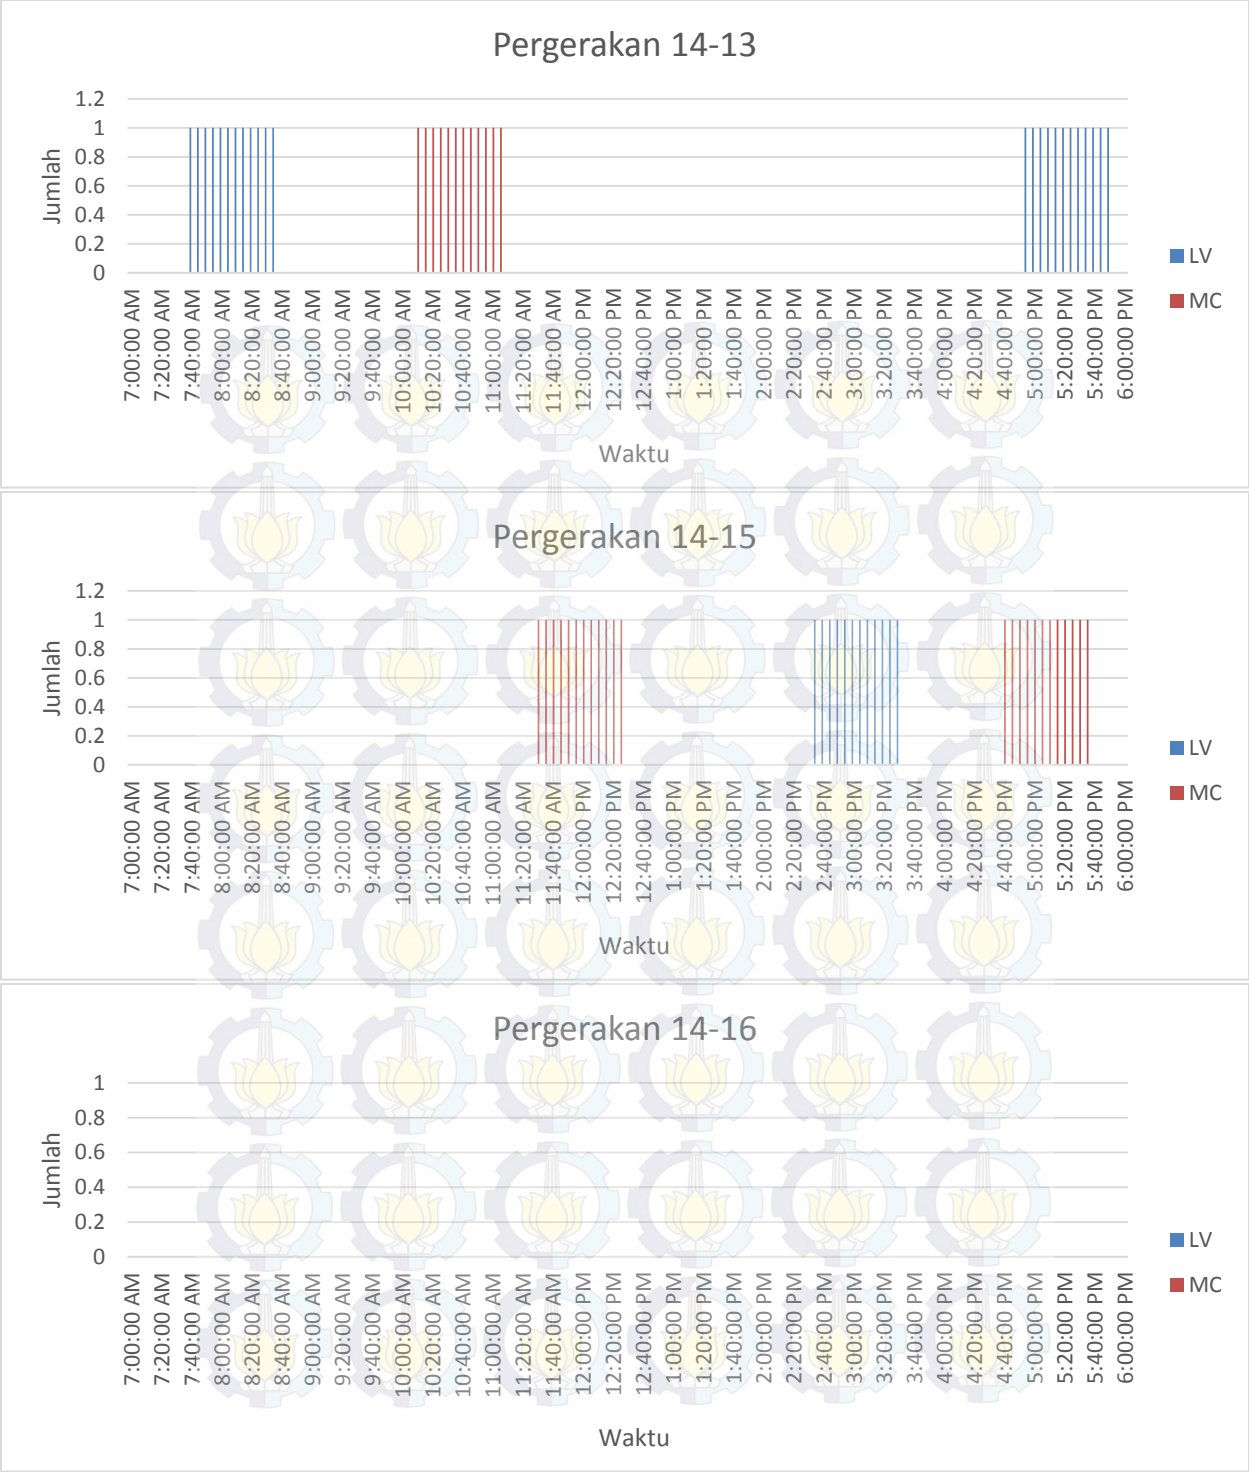 Pergerakan 14-13
1.2
1
0.8
0.6
0.4
0.2
0
Jumlah
7:00:00 AM
7:20:00 AM
7:40:00 AM
8:00:00 AM
8:20:00 AM
8:40:00 AM
9:00:00 AM
9:20:00 AM
9:40:00 AM
10:00:00 AM
10:20:00 AM
10:40:00 AM
11:00:00 AM
11:20:00 AM
11:40:00 AM
12:00:00 PM
12:20:00 PM
12:40:00 PM
1:00:00 PM
1:20:00 PM
1:40:00 PM
2:00:00 PM
2:20:00 PM
2:40:00 PM
3:00:00 PM
3:20:00 PM
3:40:00 PM
4:00:00 PM
4:20:00 PM
4:40:00 PM
5:00:00 PM
5:20:00 PM
5:40:00 PM
6:00:00 PM
Waktu
LV
MC
Pergerakan 14-15
1.2
1
0.8
0.6
0.4
0.2
0
Jumlah
7:00:00 AM
7:20:00 AM
7:40:00 AM
8:00:00 AM
8:20:00 AM
8:40:00 AM
9:00:00 AM
9:20:00 AM
9:40:00 AM
10:00:00 AM
10:20:00 AM
10:40:00 AM
11:00:00 AM
11:20:00 AM
11:40:00 AM
12:00:00 PM
12:20:00 PM
12:40:00 PM
1:00:00 PM
1:20:00 PM
1:40:00 PM
2:00:00 PM
2:20:00 PM
2:40:00 PM
3:00:00 PM
3:20:00 PM
3:40:00 PM
4:00:00 PM
4:20:00 PM
4:40:00 PM
5:00:00 PM
5:20:00 PM
5:40:00 PM
6:00:00 PM
Waktu
LV
MC
Pergerakan 14-16
1
0.8
0.6
0.4
0.2
0
Jumlah
7:00:00 AM
7:20:00 AM
7:40:00 AM
8:00:00 AM
8:20:00 AM
8:40:00 AM
9:00:00 AM
9:20:00 AM
9:40:00 AM
10:00:00 AM
10:20:00 AM
10:40:00 AM
11:00:00 AM
11:20:00 AM
11:40:00 AM
12:00:00 PM
12:20:00 PM
12:40:00 PM
1:00:00 PM
1:20:00 PM
1:40:00 PM
2:00:00 PM
2:20:00 PM
2:40:00 PM
3:00:00 PM
3:20:00 PM
3:40:00 PM
4:00:00 PM
4:20:00 PM
4:40:00 PM
5:00:00 PM
5:20:00 PM
5:40:00 PM
6:00:00 PM
Waktu
LV
MC